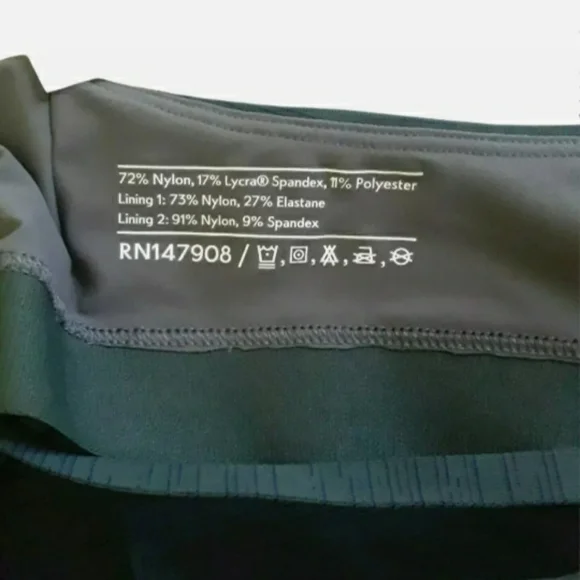 72% Nylon, 17% Lycra® Spandex, 11% Polyester
Lining 1: 73% Nylon, 27% Elastane
Lining 2: 91% Nylon, 9% Spandex
RN147908 /